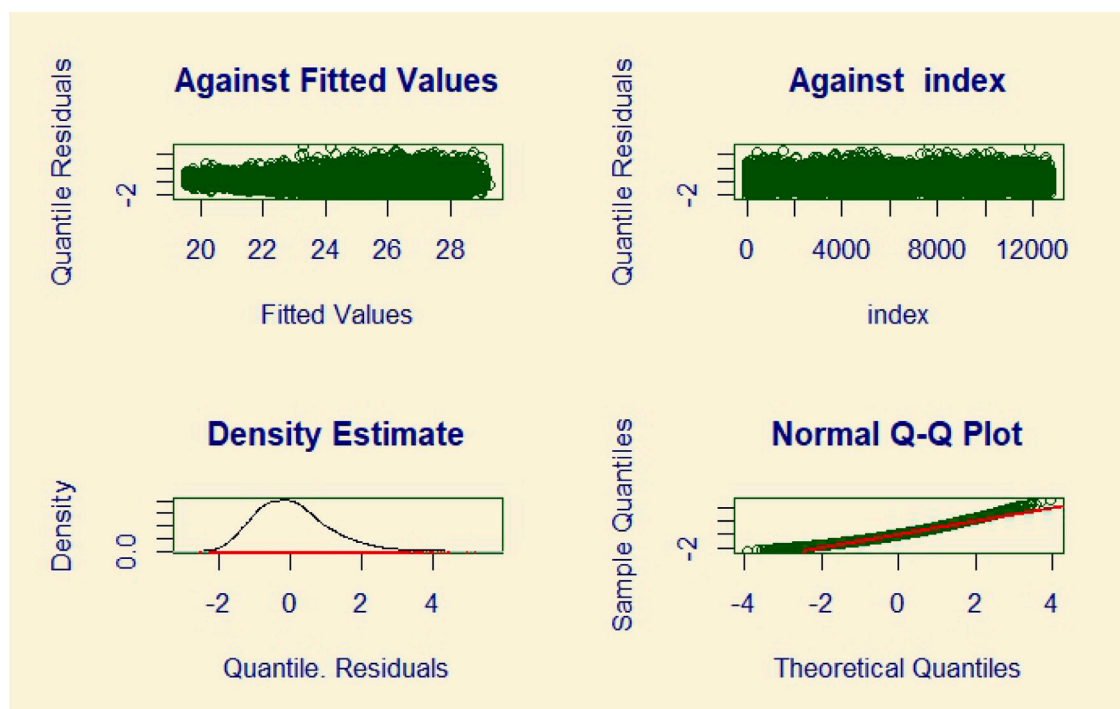 Against Fitted Values
Quantile Residuals
-2
20 22 24 26 28
Fitted Values
Against  index
Quantile Residuals
-2
0 4000 8000 12000
index
Density Estimate
Density
0.0
-2 0 2 4
Quantile. Residuals
Normal Q-Q Plot
Sample Quantiles
-2
-4 -2 0 2 4
Theoretical Quantiles